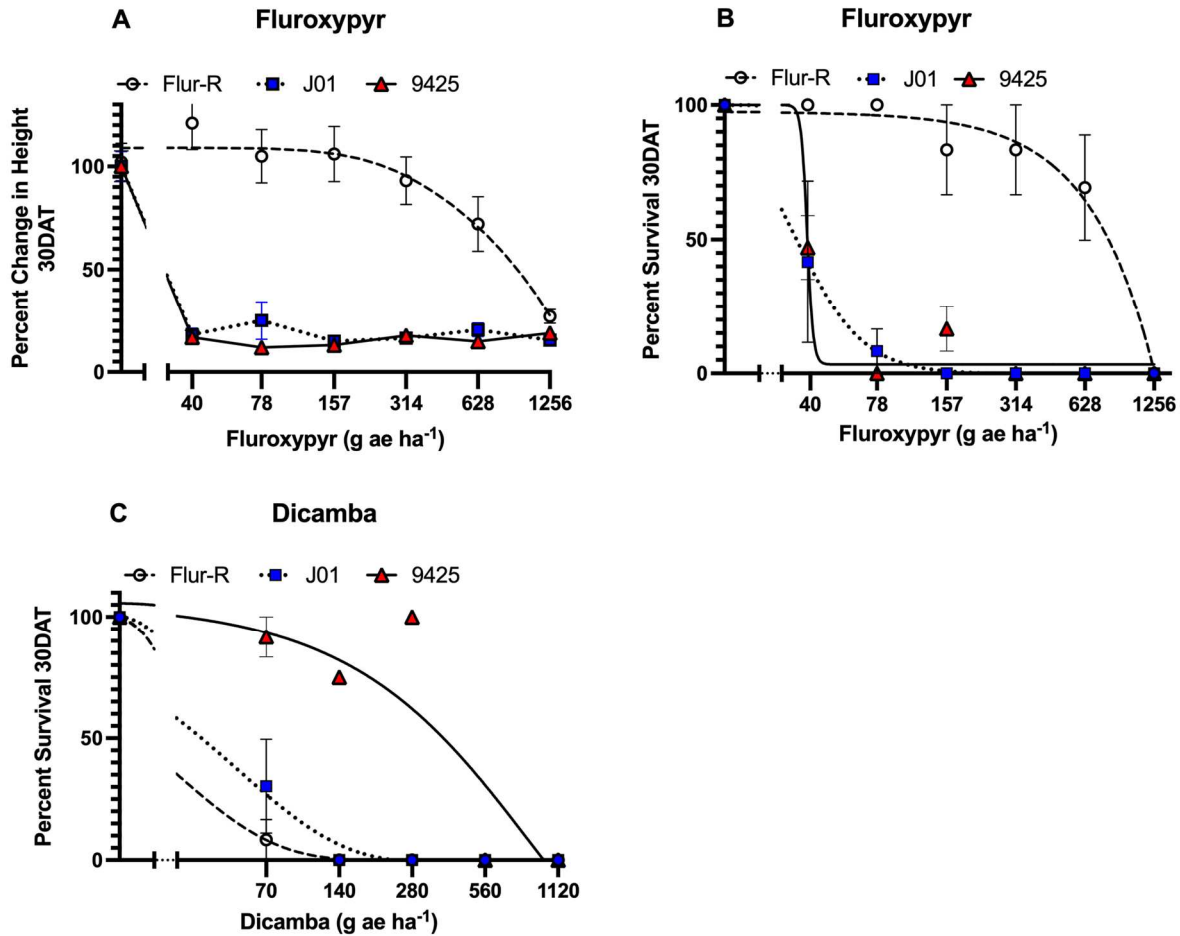 A
Fluroxypyr
Flur-R J01 9425
Percent Change in Height
30DAT
100
50
0
40 78 157 314 628 1256
Fluroxypyr (g ae ha⁻¹)
B
Fluroxypyr
Flur-R J01 9425
Percent Survival 30DAT
100
50
0
40 78 157 314 628 1256
Fluroxypyr (g ae ha⁻¹)
C
Dicamba
Flur-R J01 9425
Percent Survival 30DAT
100
50
0
70 140 280 560 1120
Dicamba (g ae ha⁻¹)